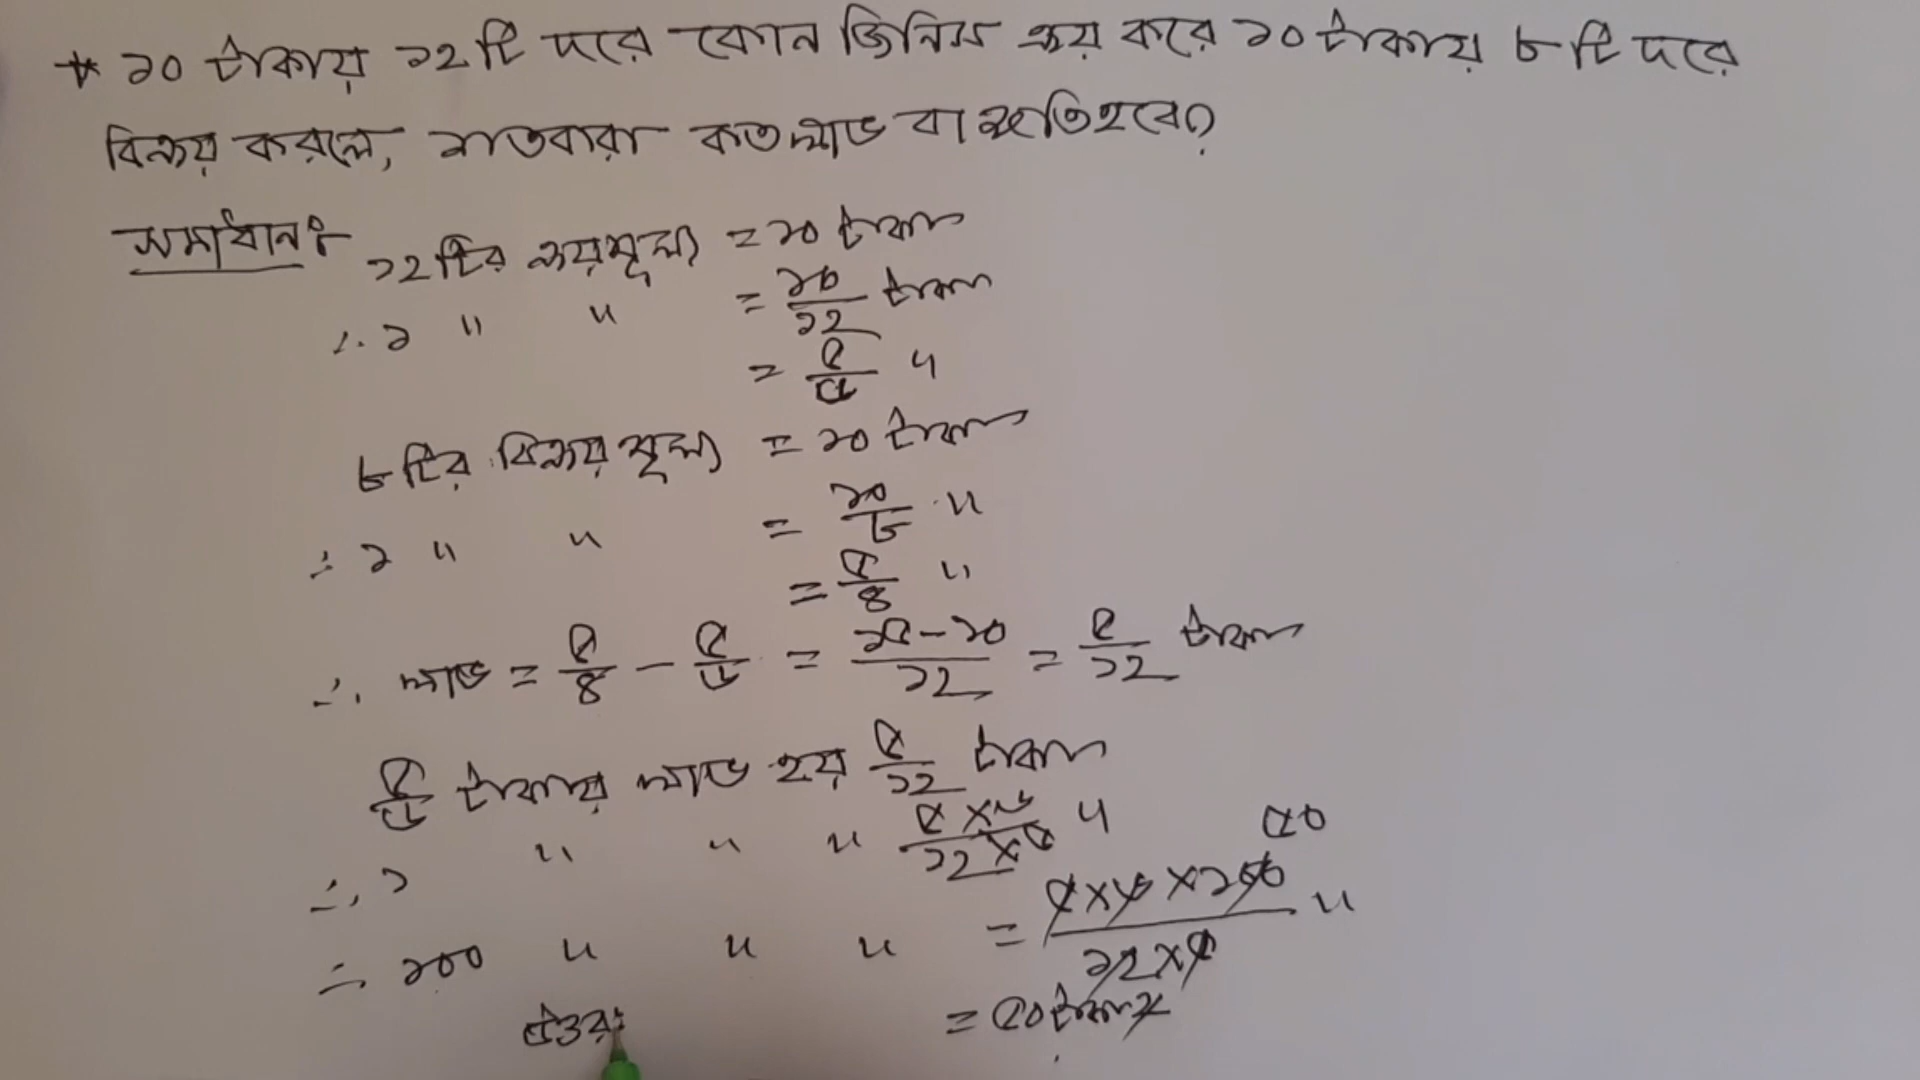 * ১০ টাকায় ১২টি দরে কোন জিনিস ক্রয় করে ১০ টাকায় ৮টি দরে
বিক্রয় করলে, শতকরা কত লাভ বা ক্ষতি হবে?
সমাধানঃ ১২টির ক্রয়মূল্য = ১০ টাকা
∴ ১ " " = ১০/১২ টাকা
= ৫/৬ "
৮টির বিক্রয়মূল্য = ১০ টাকা
∴ ১ " " = ১০/৮ "
= ৫/৪ "
∴ লাভ = ৫/৪ - ৫/৬ = ১৫-১০/১২ = ৫/১২ টাকা
৫/৬ টাকায় লাভ হয় ৫/১২ টাকা
∴ ১ " " " ৫×৬/১২×৫ "
৫০
∴ ১০০ " " " = ৫×৬×১০০/১২×৫ "
= ৫০ টাকা
উত্তরঃ